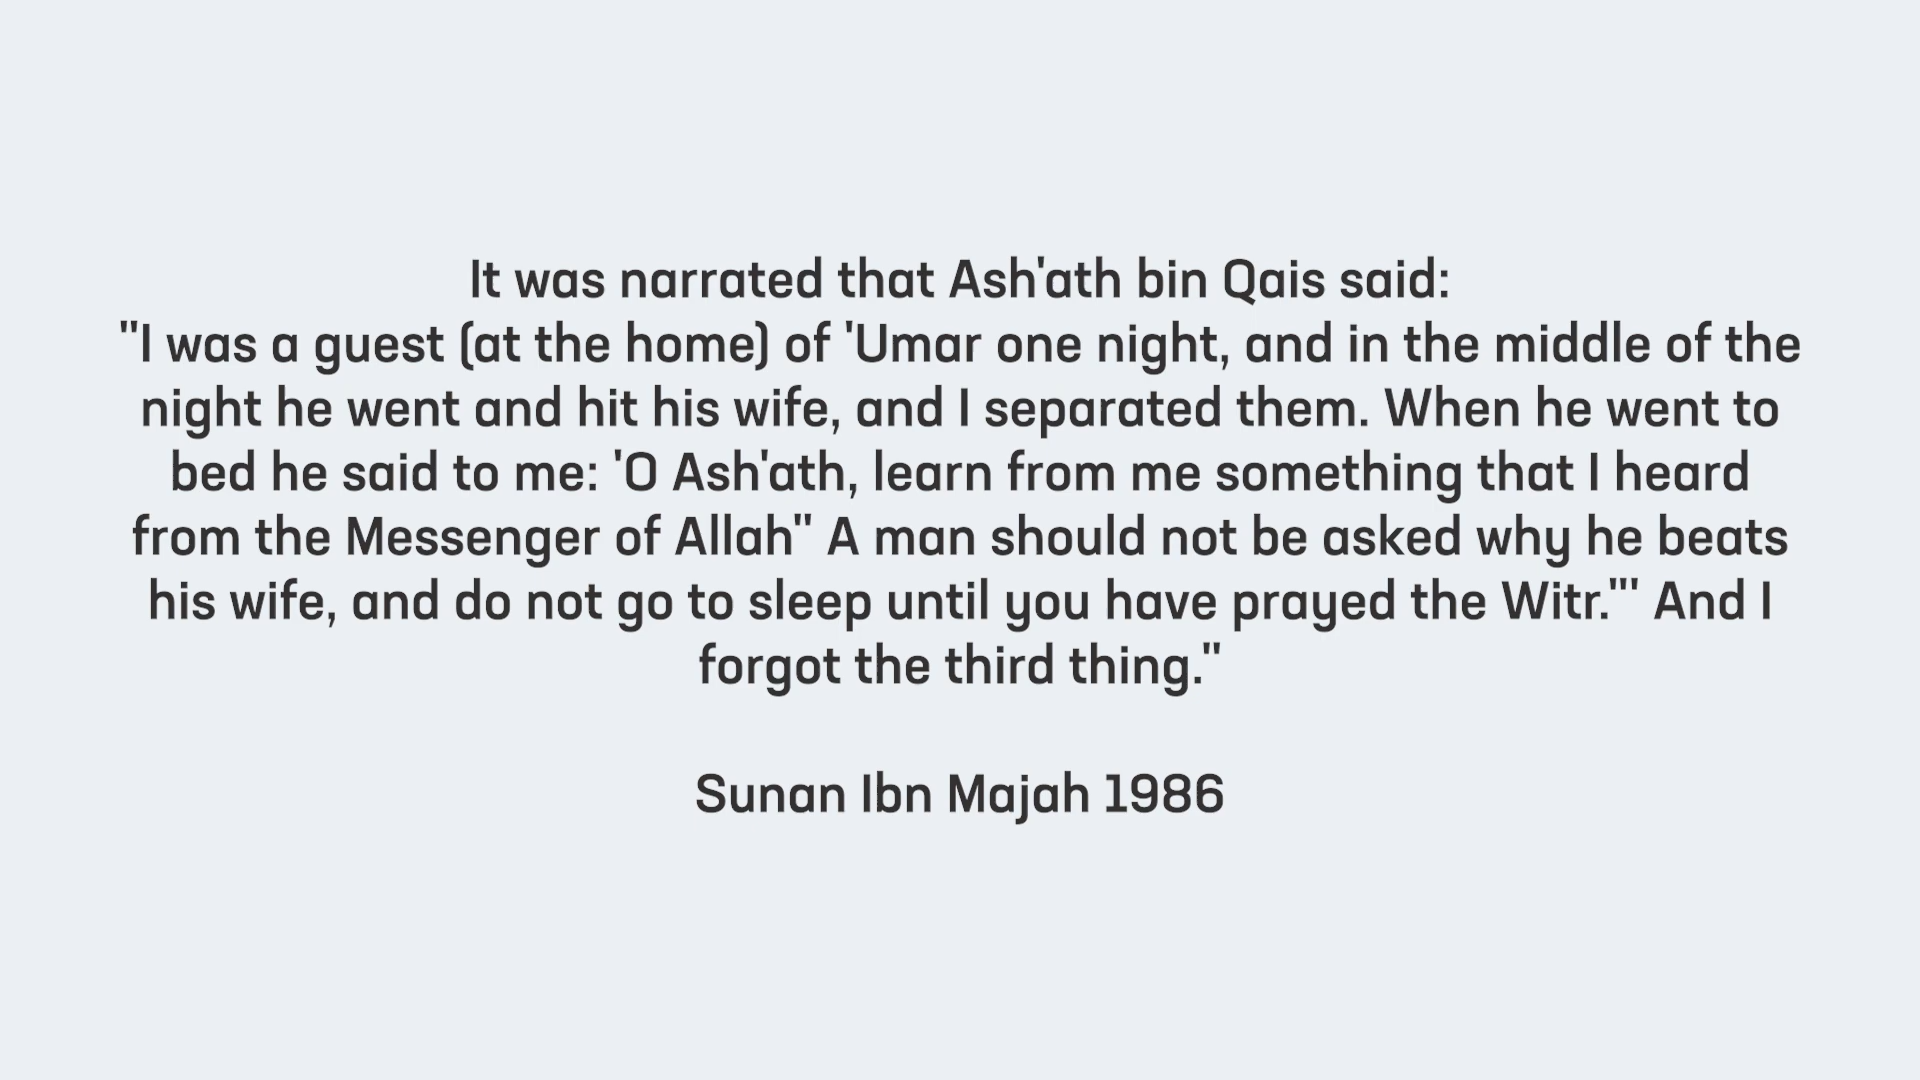 It was narrated that Ash'ath bin Qais said:
"I was a guest (at the home) of 'Umar one night, and in the middle of the
night he went and hit his wife, and I separated them. When he went to
bed he said to me: 'O Ash'ath, learn from me something that I heard
from the Messenger of Allah" A man should not be asked why he beats
his wife, and do not go to sleep until you have prayed the Witr."' And I
forgot the third thing."
Sunan Ibn Majah 1986